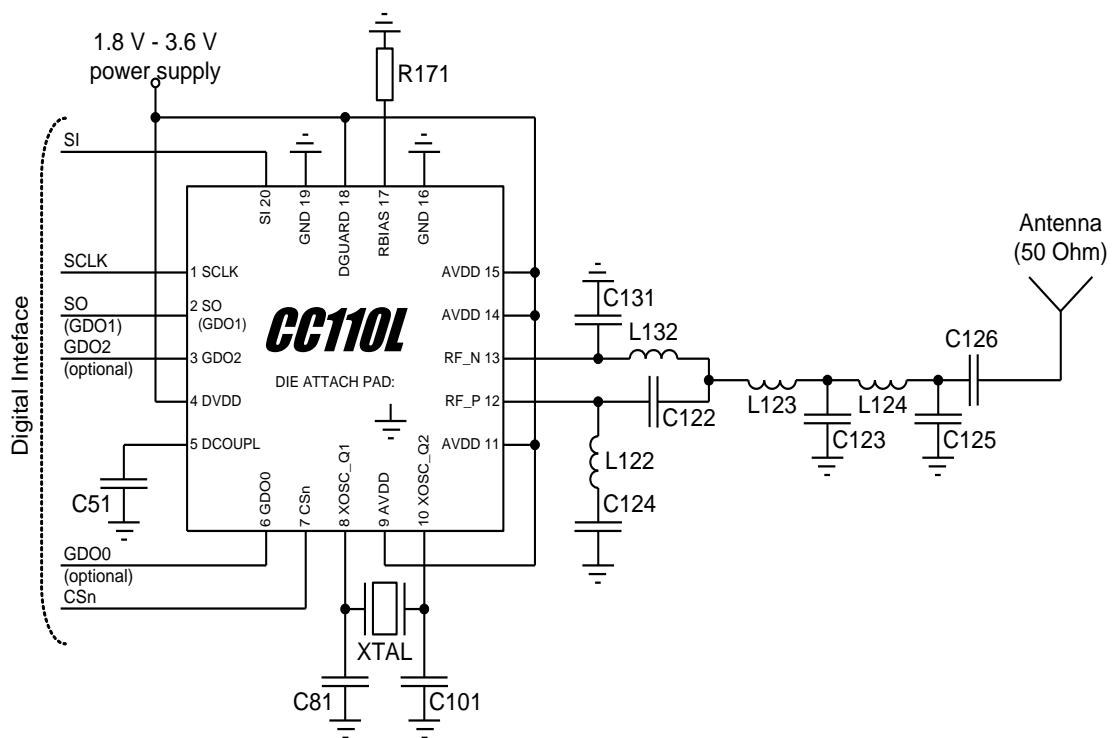 1.8 V - 3.6 V
power supply
R171
SI
SI 20
GND 19
DGUARD 18
RBIAS 17
GND 16
Antenna
(50 Ohm)
Digital Inteface
SCLK
1 SCLK
AVDD 15
SO
(GDO1)
2 SO
(GDO1)
AVDD 14
C131
L132
GDO2
(optional)
3 GDO2
CC110L
RF_N 13
C126
DIE ATTACH PAD:
4 DVDD
RF_P 12
C122
L123
L124
C123
C125
5 DCOUPL
AVDD 11
L122
C51
6 GDO0
7 CSn
8 XOSC_Q1
9 AVDD
10 XOSC_Q2
C124
GDO0
(optional)
CSn
XTAL
C81
C101